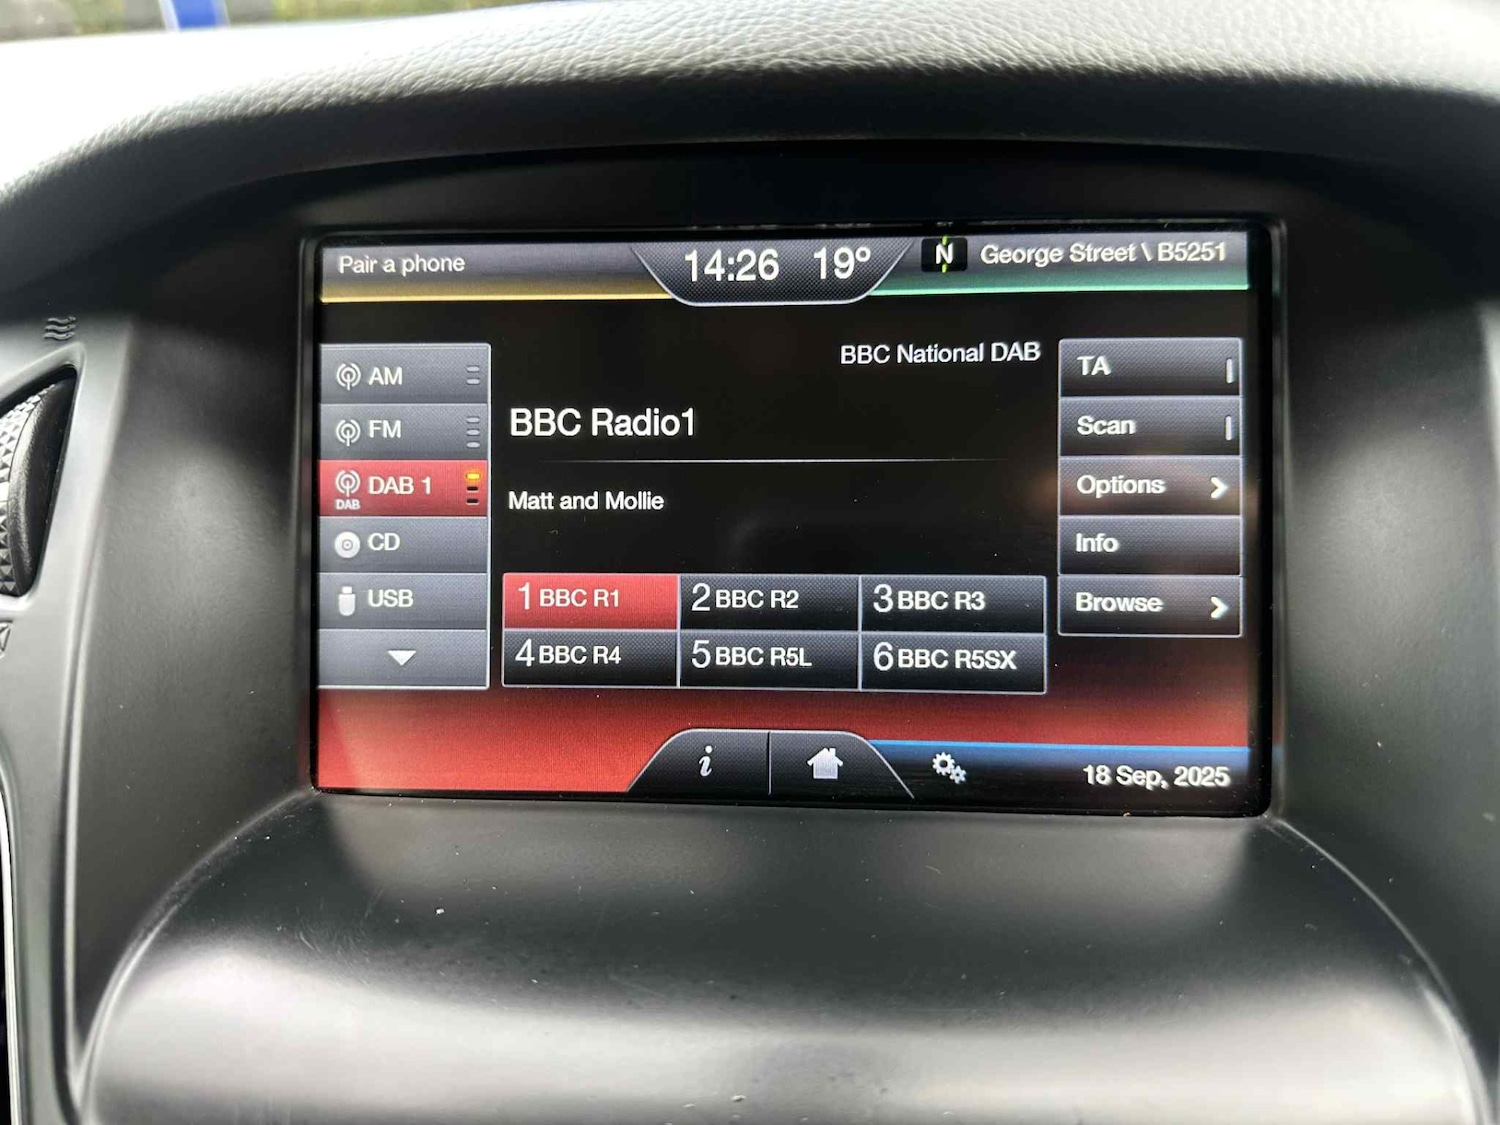 Pair a phone
14:26 19°
N
George Street \ B5251
AM
FM
DAB DAB 1
CD
USB
BBC National DAB
BBC Radio1
Matt and Mollie
1 BBC R1
2 BBC R2
3 BBC R3
4 BBC R4
5 BBC R5L
6 BBC R5SX
TA
Scan
Options
Info
Browse
i
18 Sep, 2025